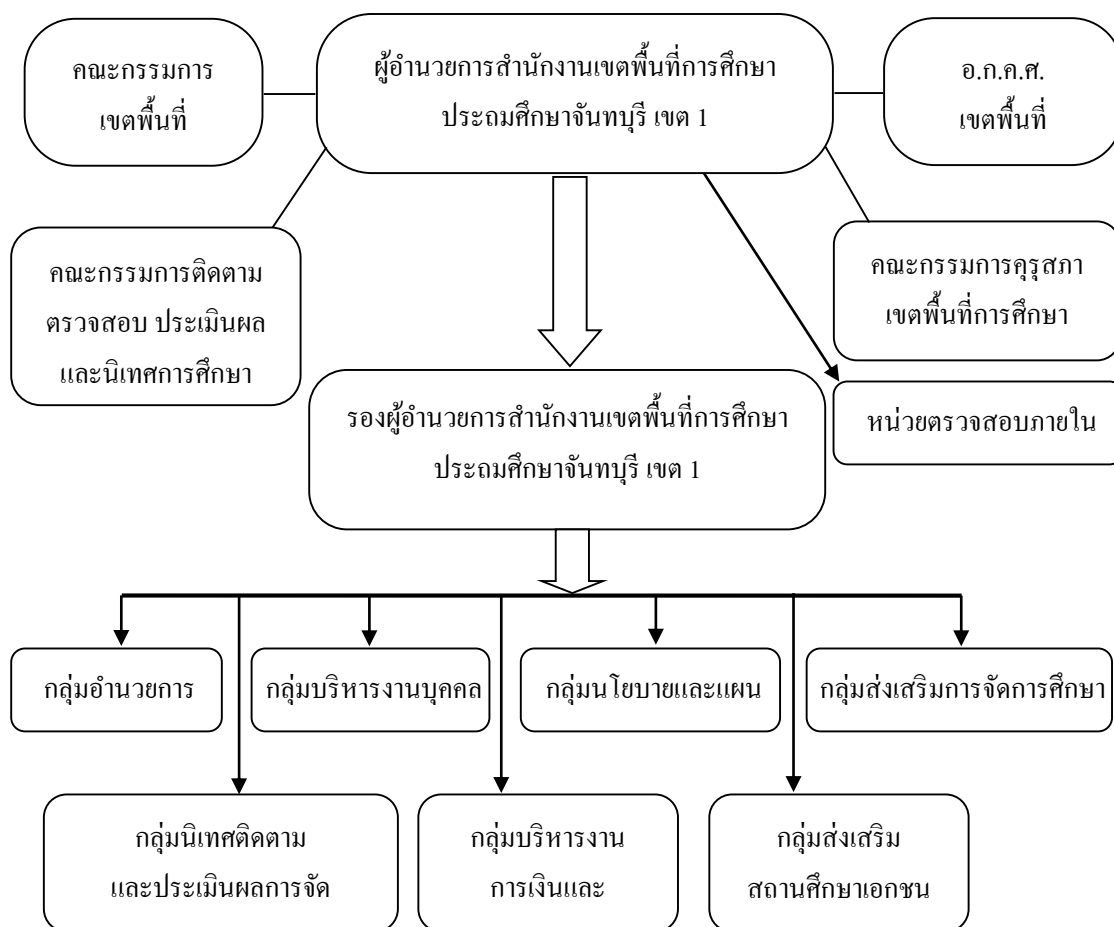 คณะกรรมการ
เขตพื้นที่
ผู้อำนวยการสำนักงานเขตพื้นที่การศึกษา
ประถมศึกษาจันทบุรี เขต 1
อ.ก.ค.ศ.
เขตพื้นที่
คณะกรรมการติดตาม
ตรวจสอบ ประเมินผล
และนิเทศการศึกษา
คณะกรรมการคุรุสภา
เขตพื้นที่การศึกษา
รองผู้อำนวยการสำนักงานเขตพื้นที่การศึกษา
ประถมศึกษาจันทบุรี เขต 1
หน่วยตรวจสอบภายใน
กลุ่มอำนวยการ
กลุ่มบริหารงานบุคคล
กลุ่มนโยบายและแผน
กลุ่มส่งเสริมการจัดการศึกษา
กลุ่มนิเทศติดตาม
และประเมินผลการจัด
กลุ่มบริหารงาน
การเงินและ
กลุ่มส่งเสริม
สถานศึกษาเอกชน